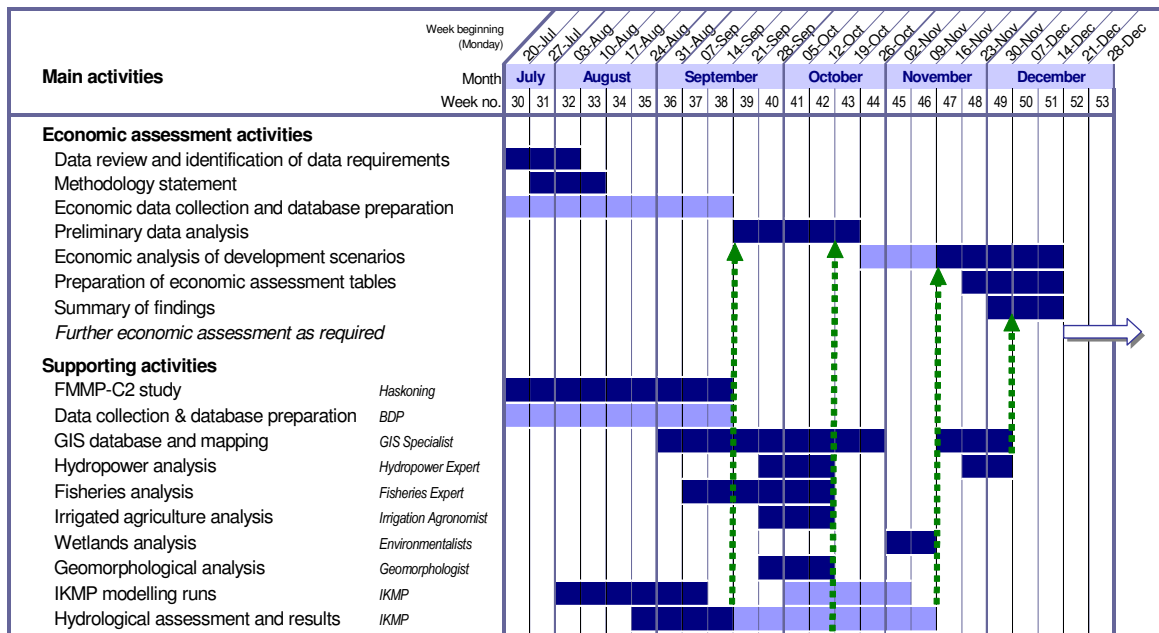 Week beginning
(Monday)
20-Jul 27-Jul 03-Aug 10-Aug 17-Aug 24-Aug 31-Aug 07-Sep 14-Sep 21-Sep 28-Sep 05-Oct 12-Oct 19-Oct 26-Oct 02-Nov 09-Nov 16-Nov 23-Nov 30-Nov 07-Dec 14-Dec 21-Dec 28-Dec
Main activities Month July August September October November December
Week no. 30 31 32 33 34 35 36 37 38 39 40 41 42 43 44 45 46 47 48 49 50 51 52 53
Economic assessment activities
Data review and identification of data requirements
Methodology statement
Economic data collection and database preparation
Preliminary data analysis
Economic analysis of development scenarios
Preparation of economic assessment tables
Summary of findings
Further economic assessment as required
Supporting activities
FMMP-C2 study Haskoning
Data collection & database preparation BDP
GIS database and mapping GIS Specialist
Hydropower analysis Hydropower Expert
Fisheries analysis Fisheries Expert
Irrigated agriculture analysis Irrigation Agronomist
Wetlands analysis Environmentalists
Geomorphological analysis Geomorphologist
IKMP modelling runs IKMP
Hydrological assessment and results IKMP